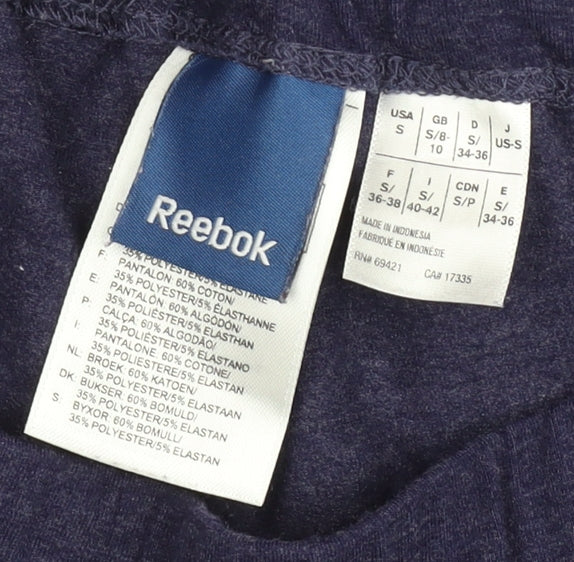 Reebok
F: 35% POLYESTER/5% ELASTANE
PANTALON: 60% COTON/
E: 35% POLYESTER/5% ÉLASTHANNE
PANTALÓN: 60% ALGODÓN/
P: 35% POLIÉSTER/5% ELASTHAN
CALÇA: 60% ALGODÃO/
I: 35% POLIÉSTER/5% ELASTANO
PANTALONE: 60% COTONE/
NL: 35% POLIESTERE/5% ELASTAN
BROEK: 60% KATOEN/
DK: 35% POLYESTER/5% ELASTAAN
BUKSER: 60% BOMULD/
S 35% POLYESTER/5% ELASTAN
BYXOR: 60% BOMULL/
35% POLYESTER/5% ELASTAN
USA GB D J
S S/8-10 S/34-36 US-S
F I CDN E
S/36-38 S/40-42 S/P S/34-36
MADE IN INDONESIA
FABRIQUÉ EN INDONÉSIE
RN# 69421 CA# 17335